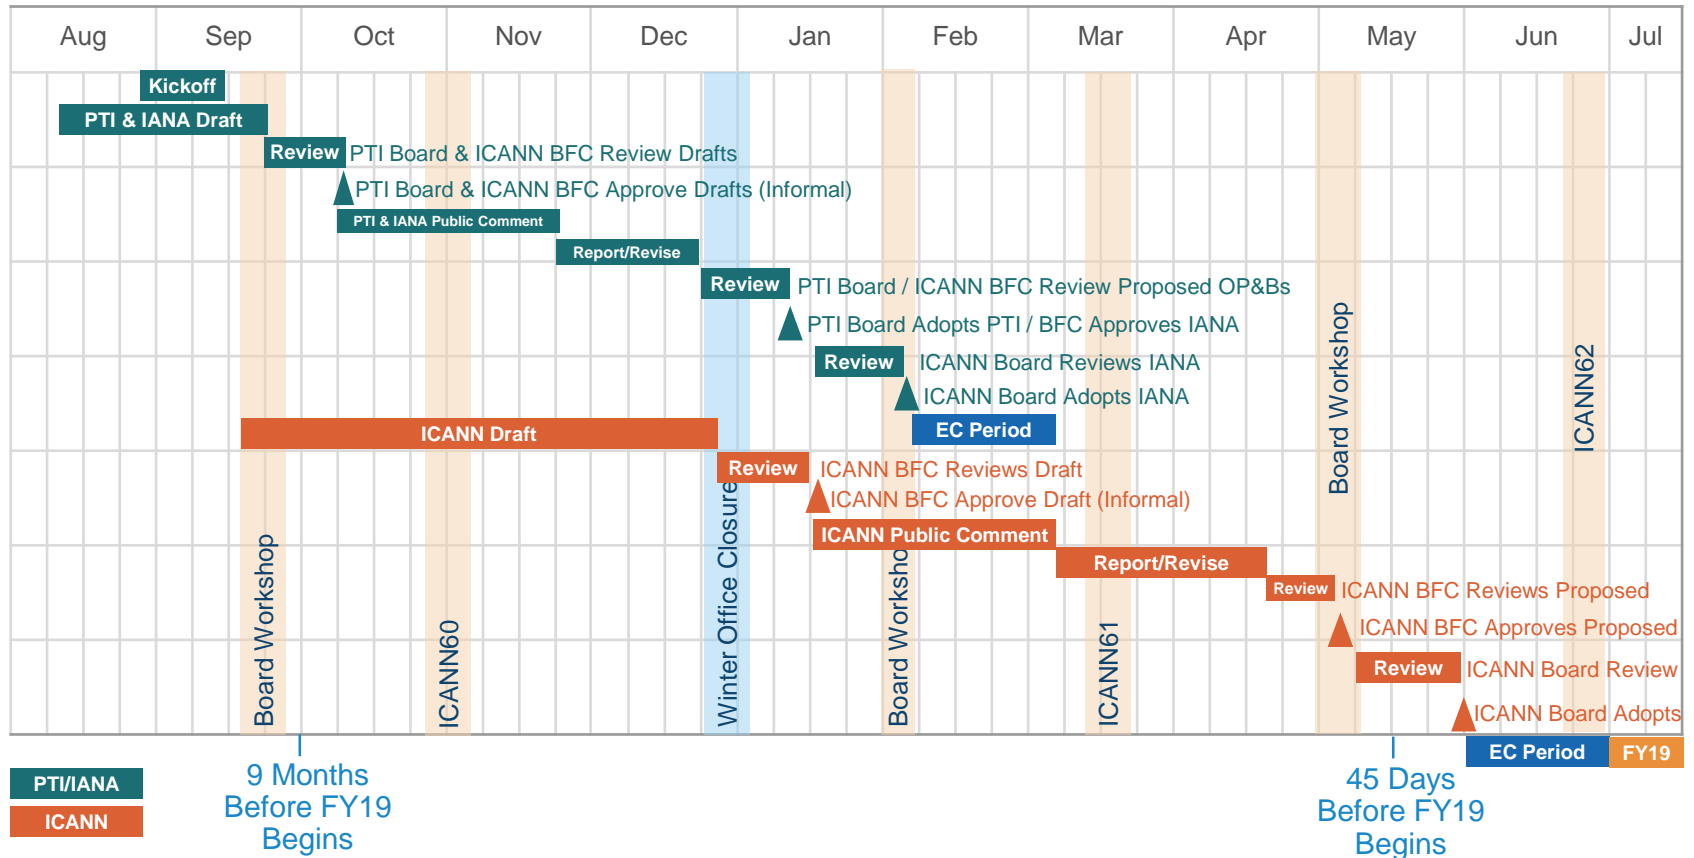 Aug Sep Oct Nov Dec Jan Feb Mar Apr May Jun Jul
Kickoff
PTI & IANA Draft
Review PTI Board & ICANN BFC Review Drafts
PTI Board & ICANN BFC Approve Drafts (Informal)
PTI & IANA Public Comment
Report/Revise
Review PTI Board / ICANN BFC Review Proposed OP&Bs
PTI Board Adopts PTI / BFC Approves IANA
Review ICANN Board Reviews IANA
ICANN Board Adopts IANA
ICANN Draft
EC Period
Review ICANN BFC Reviews Draft
ICANN BFC Approve Draft (Informal)
ICANN Public Comment
Report/Revise
Review ICANN BFC Reviews Proposed
ICANN BFC Approves Proposed
Review ICANN Board Review
ICANN Board Adopts
EC Period
FY19
Board Workshop
ICANN60
Winter Office Closure
Board Worksho
ICANN61
Board Workshop
ICANN62
PTI/IANA
ICANN
9 Months
Before FY19
Begins
45 Days
Before FY19
Begins